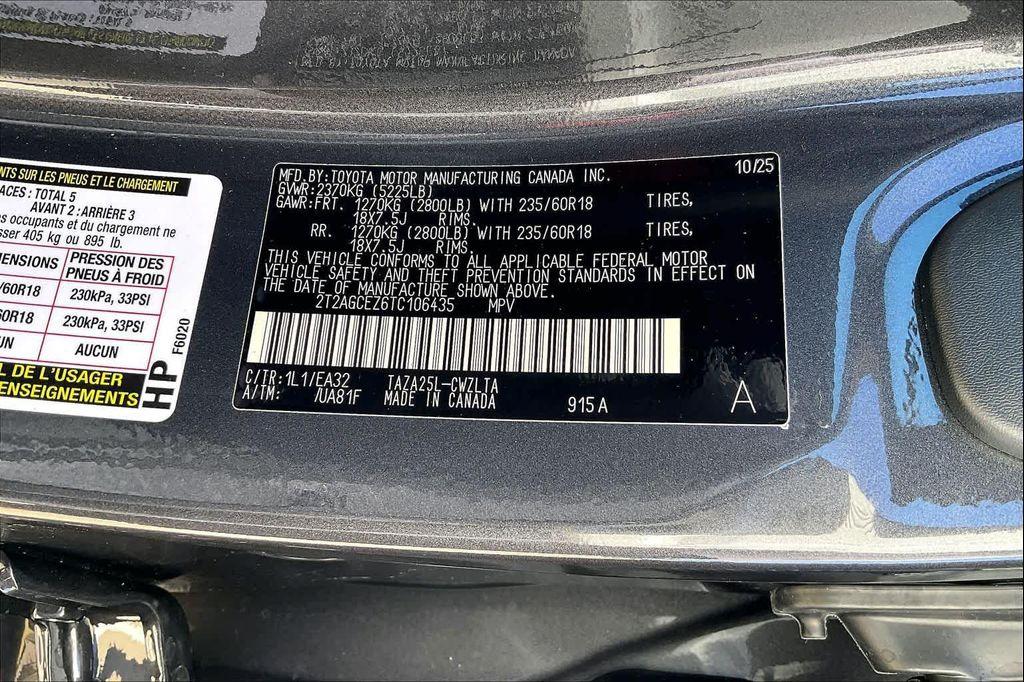 NTS SUR LES PNEUS ET LE CHARGEMENT
ACES : TOTAL 5
AVANT 2 : ARRIÈRE 3
es occupants et du chargement ne
sser 405 kg ou 895 lb.
MENSIONS PRESSION DES PNEUS À FROID
/60R18 230kPa, 33PSI
60R18 230kPa, 33PSI
UN AUCUN
L DE L'USAGER
ENSEIGNEMENTS
HP
F6020
MFD.BY:TOYOTA MOTOR MANUFACTURING CANADA INC. 10/25
GVWR:2370KG (5225LB)
GAWR:FRT. 1270KG (2800LB) WITH 235/60R18 TIRES,
18X7.5J RIMS.
RR. 1270KG (2800LB) WITH 235/60R18 TIRES,
18X7.5J RIMS
THIS VEHICLE CONFORMS TO ALL APPLICABLE FEDERAL MOTOR
VEHICLE SAFETY AND THEFT PREVENTION STANDARDS IN EFFECT ON
THE DATE OF MANUFACTURE SHOWN ABOVE.
2T2AGCEZ6TC106435 MPV
C/TR:1L1/EA32 TAZA25L-CWZLTA
A/TM: /UA81F MADE IN CANADA 915A A